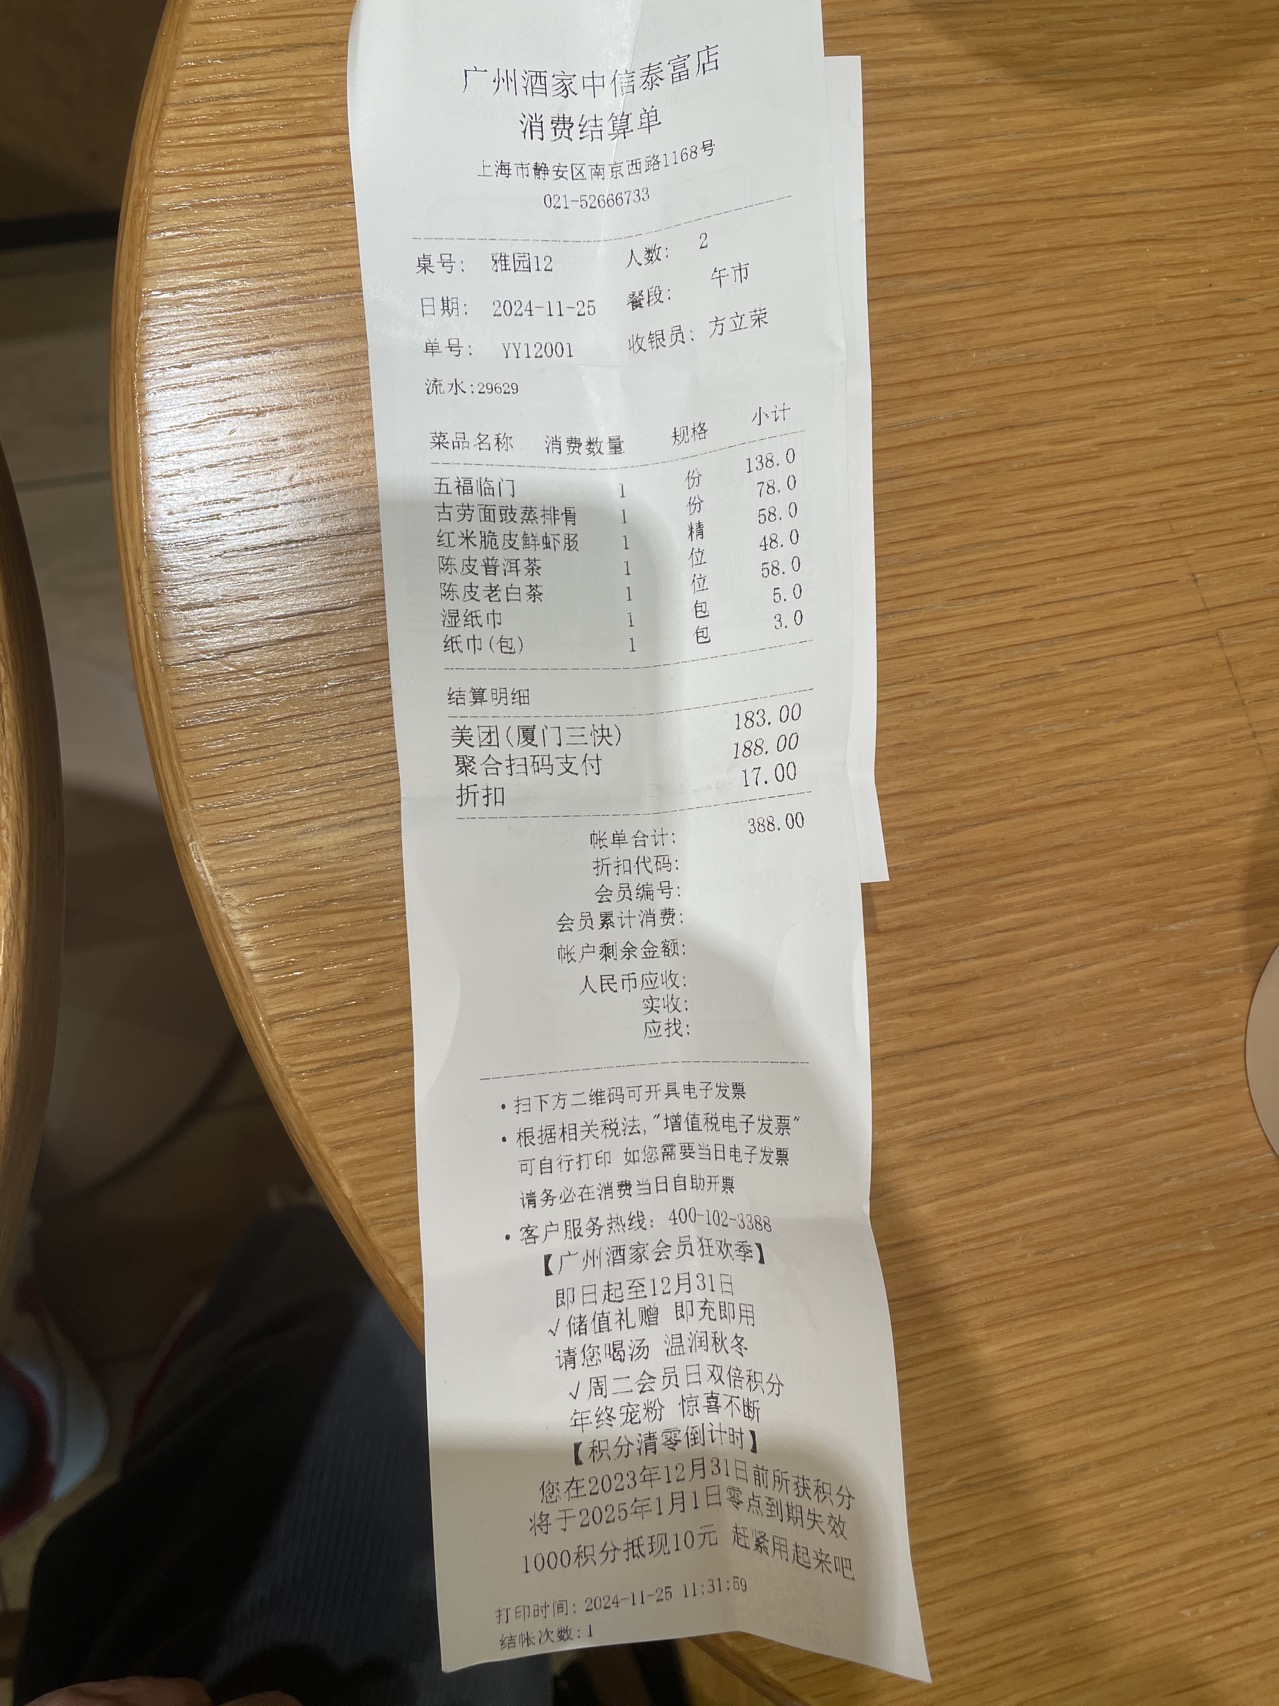 广州酒家中信泰富店
消费结算单
上海市静安区南京西路1168号
021-52666733
桌号: 雅园12 人数: 2
日期: 2024-11-25 餐段: 午市
单号: YY12001 收银员: 方立荣
流水:29629
菜品名称 消费数量 规格 小计
五福临门 1 份 138.0
古劳面豉蒸排骨 1 份 78.0
红米脆皮鲜虾肠 1 精 58.0
陈皮普洱茶 1 位 48.0
陈皮老白茶 1 位 58.0
湿纸巾 1 包 5.0
纸巾(包) 1 包 3.0
结算明细
美团(厦门三快) 183.00
聚合扫码支付 188.00
折扣 17.00
帐单合计: 388.00
折扣代码:
会员编号:
会员累计消费:
帐户剩余金额:
人民币应收:
实收:
应找:
·扫下方二维码可开具电子发票
·根据相关税法,"增值税电子发票"
可自行打印 如您需要当日电子发票
请务必在消费当日自助开票
·客户服务热线: 400-102-3388
【广州酒家会员狂欢季】
即日起至12月31日
√储值礼赠 即充即用
请您喝汤 温润秋冬
√周二会员日双倍积分
年终宠粉 惊喜不断
【积分清零倒计时】
您在2023年12月31日前所获积分
将于2025年1月1日零点到期失效
1000积分抵现10元 赶紧用起来吧
打印时间: 2024-11-25 11:31:59
结帐次数:1